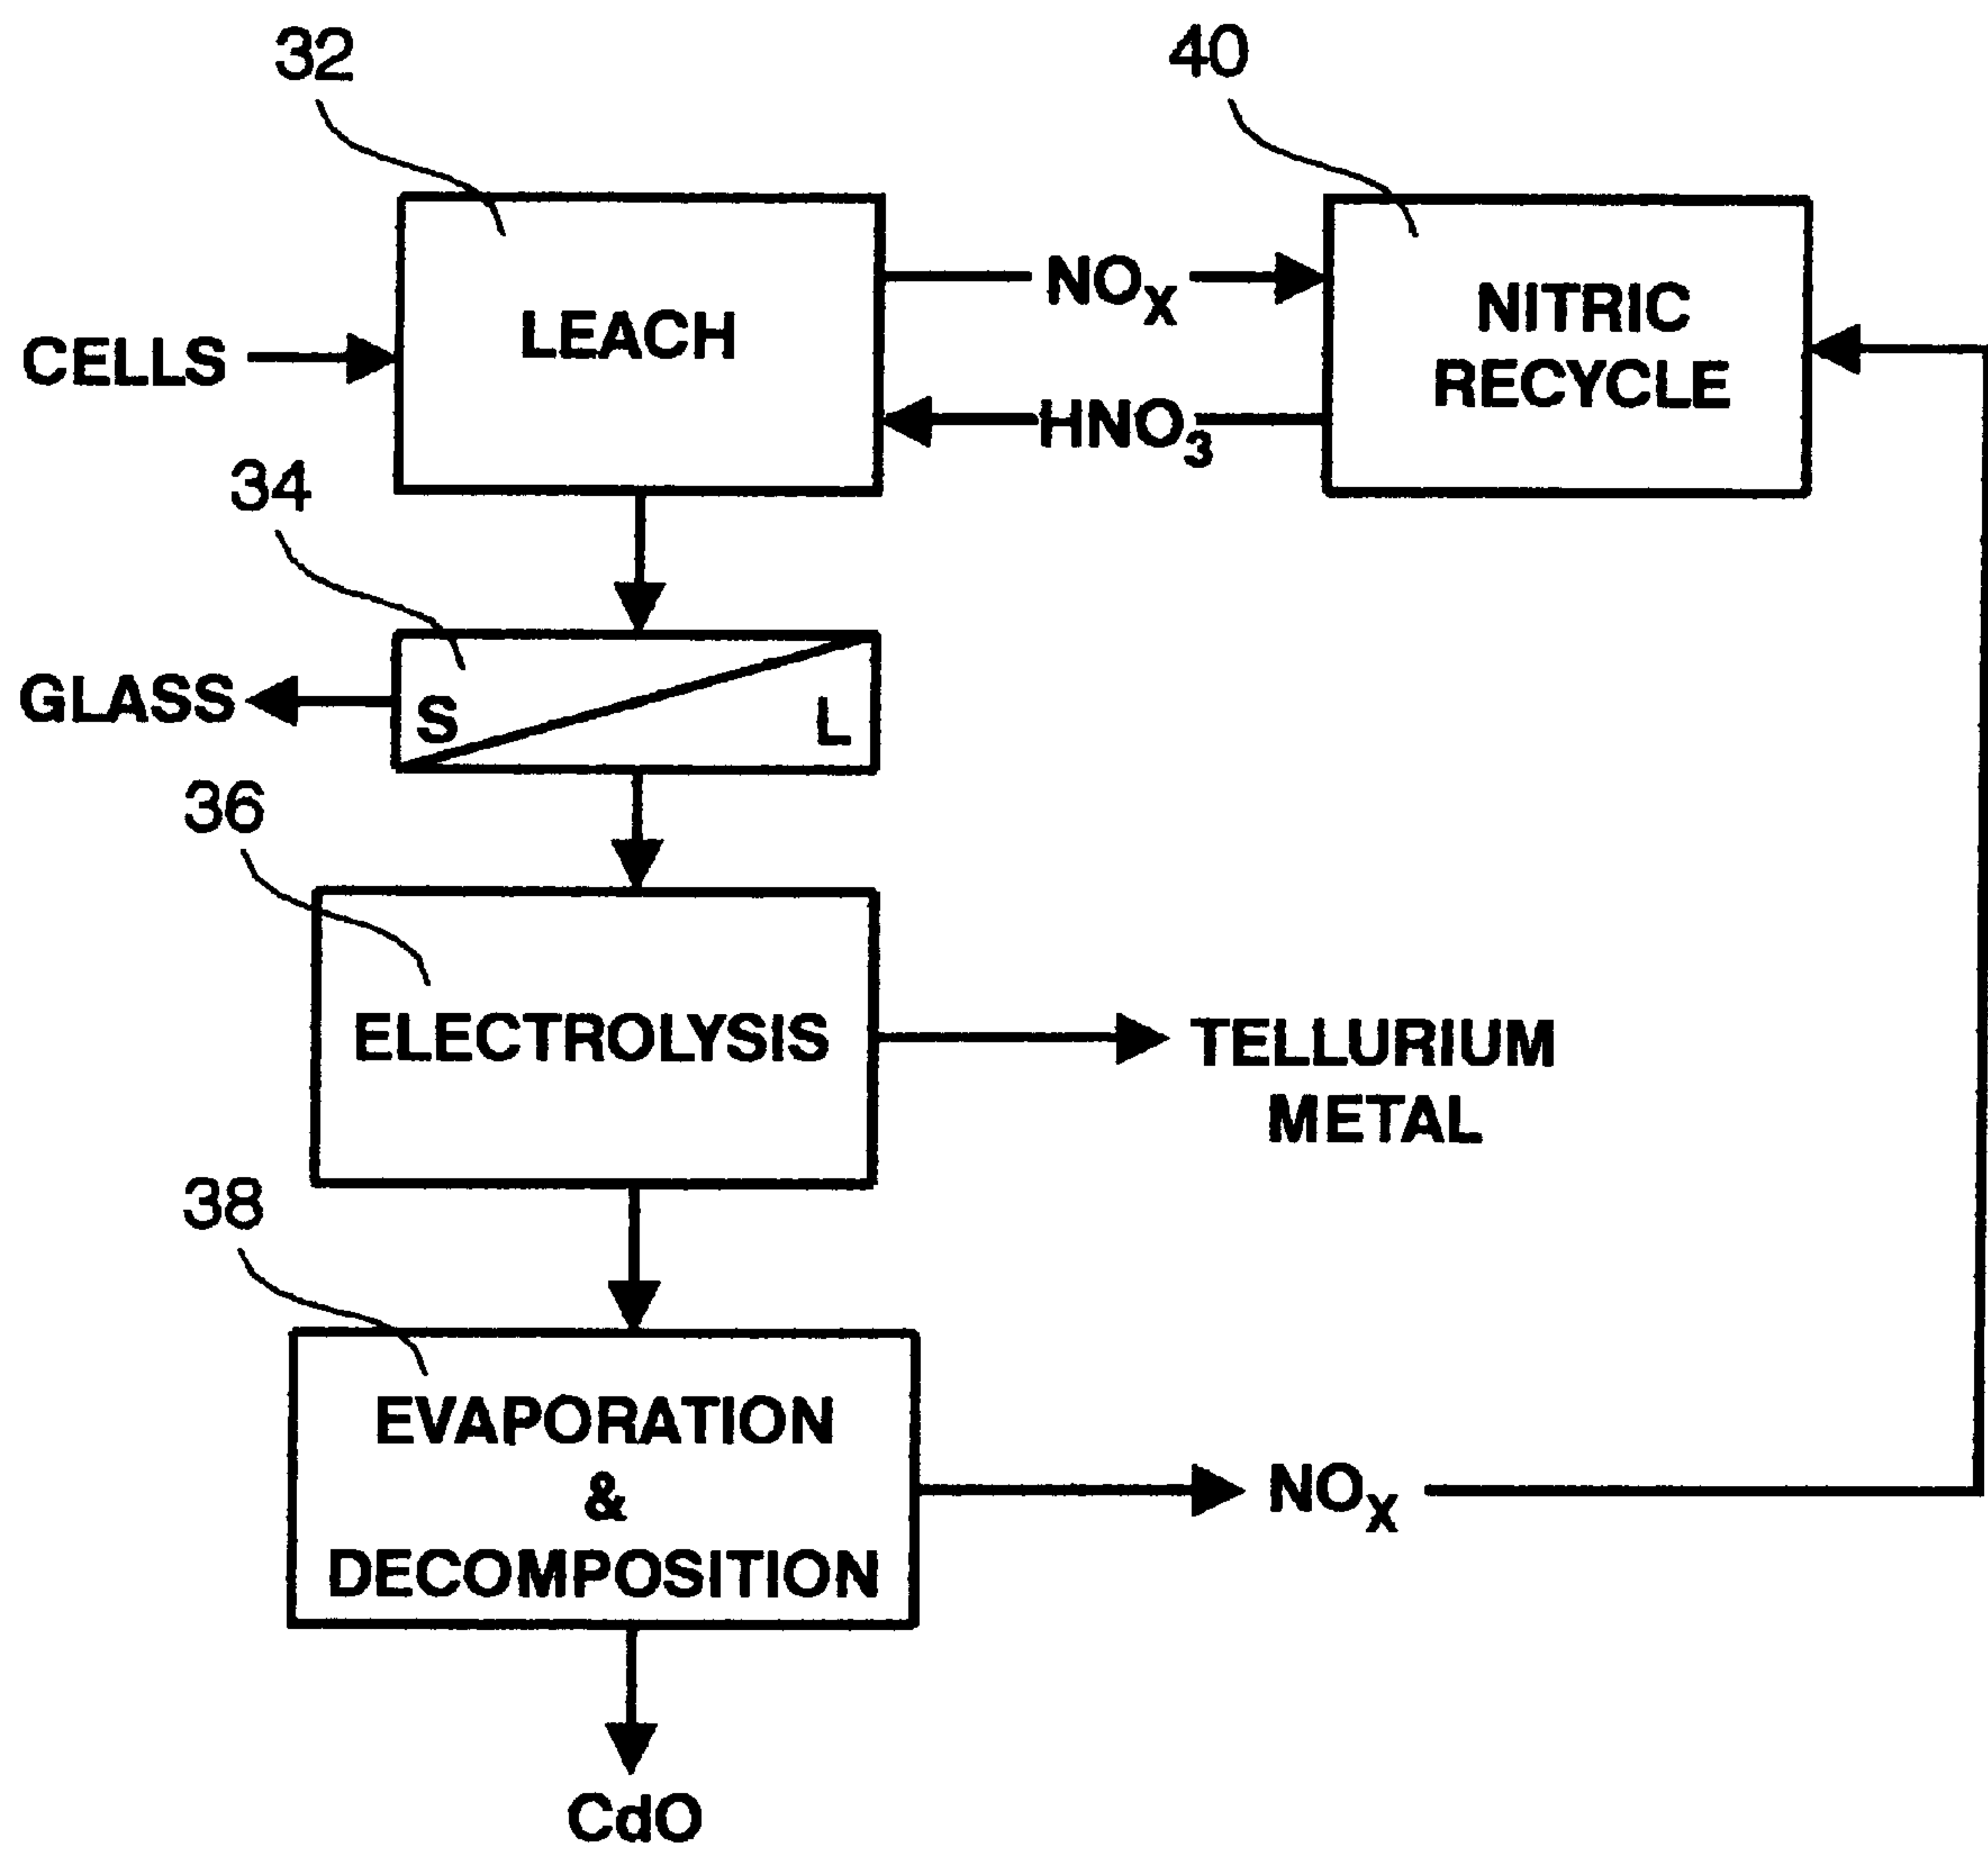 32
40
LEACH
NOX
NITRIC
RECYCLE
CELLS
HNO3
34
GLASS
S
L
36
ELECTROLYSIS
TELLURIUM
METAL
38
EVAPORATION
&
DECOMPOSITION
NOX
CdO